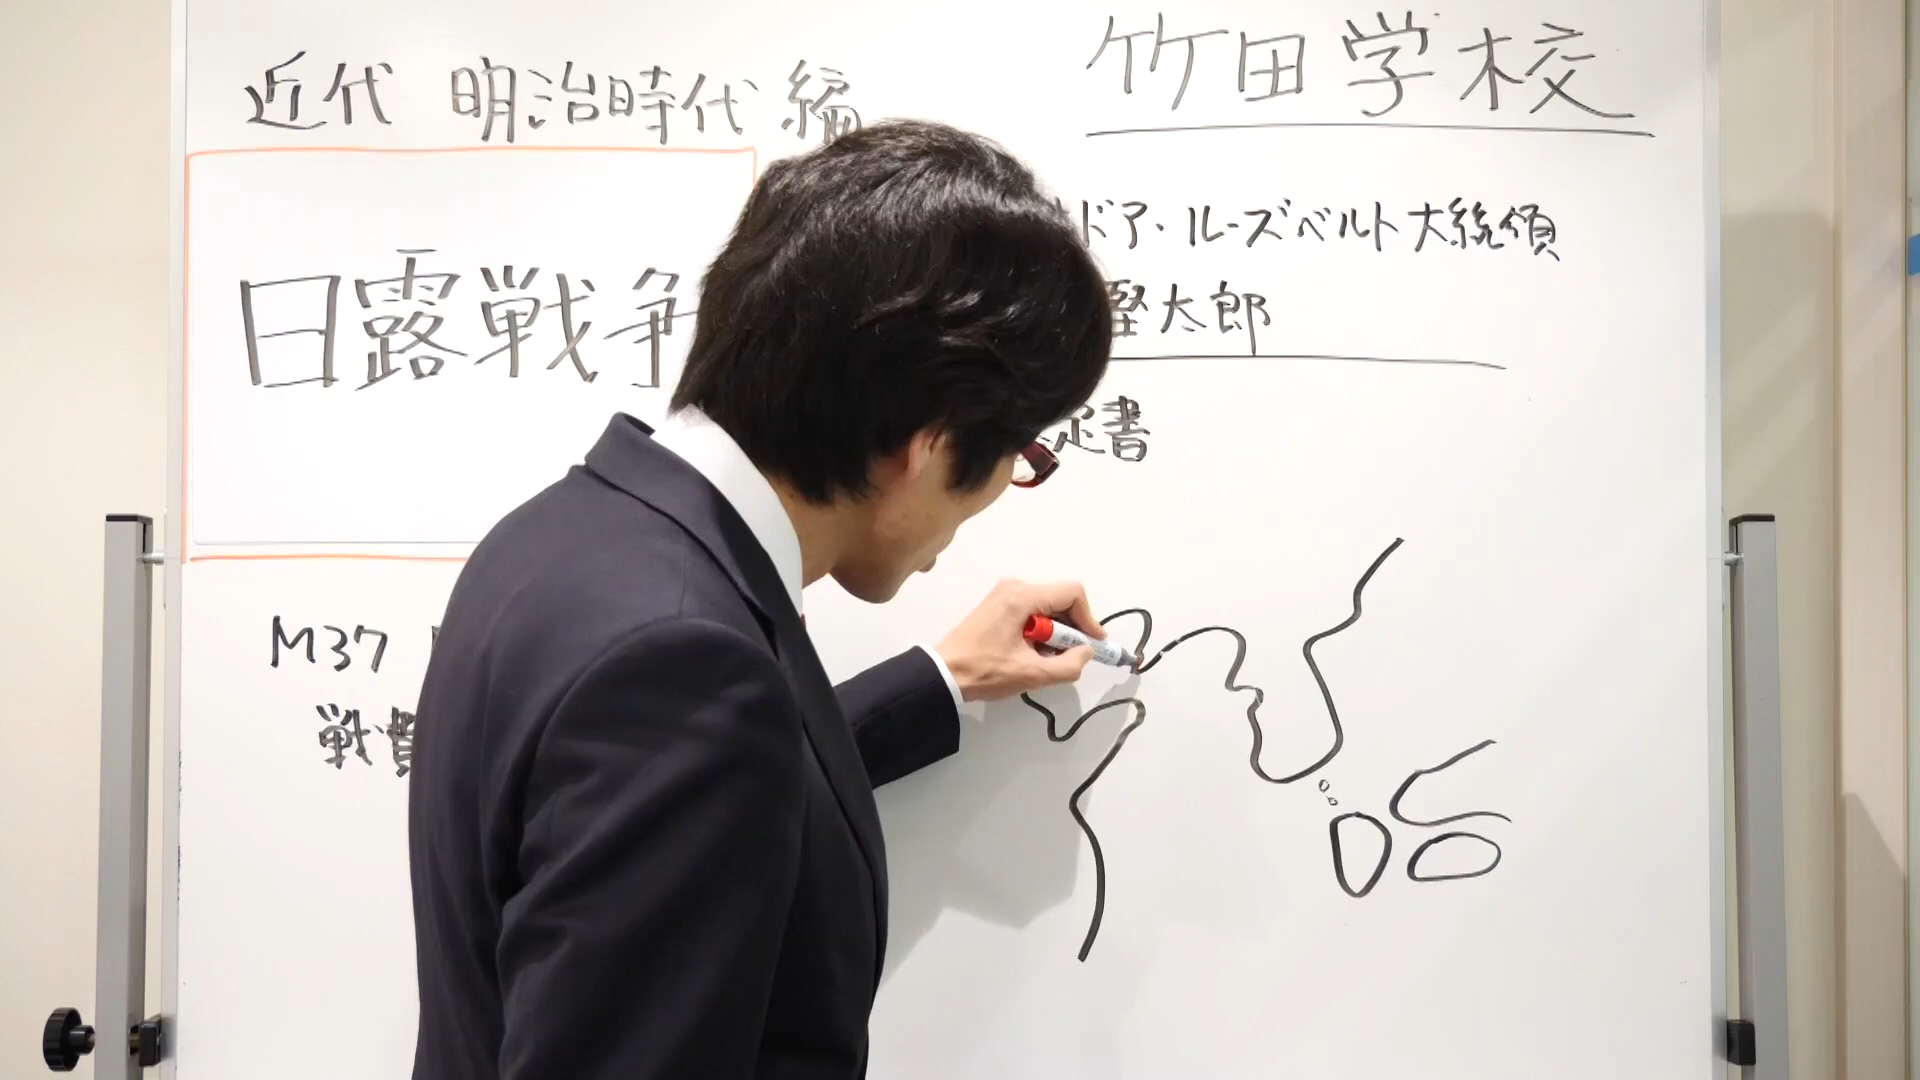 近代 明治時代 編
竹田学校
日露戦争
ドア・ルーズベルト大統領
堅太郎
定書
M37
戦費